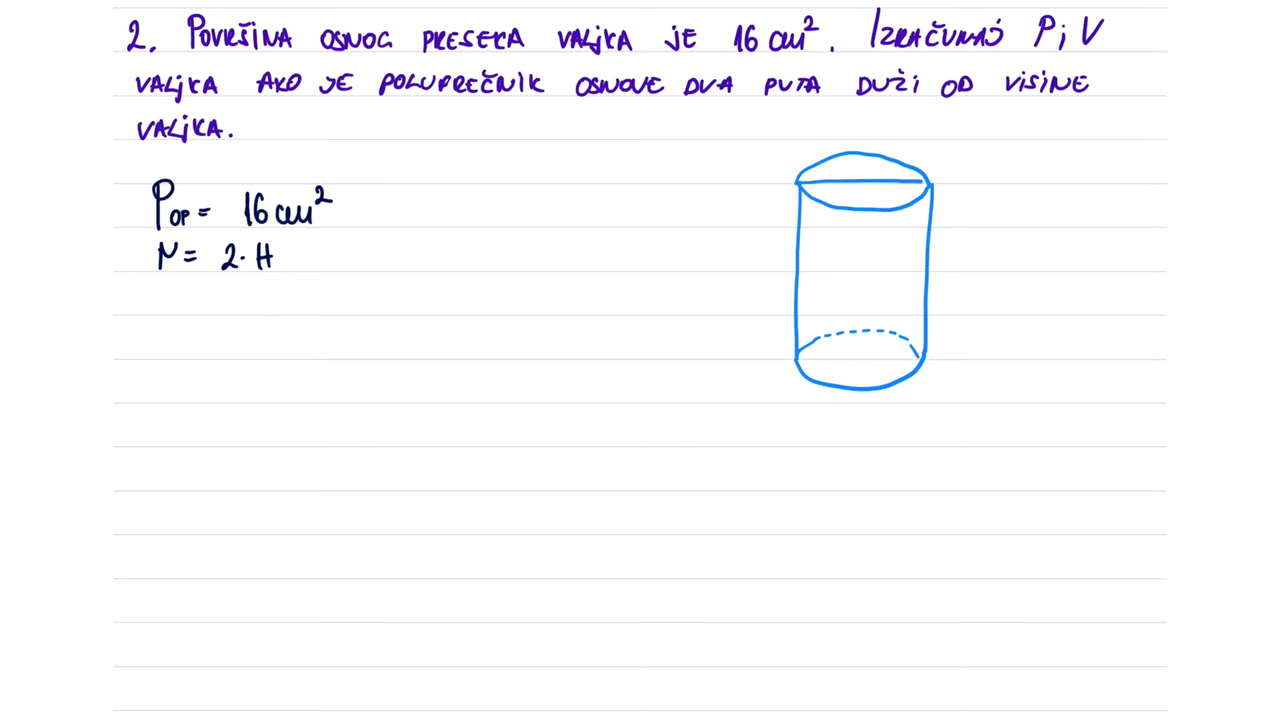 2. POVRŠINA OSNOG PRESEKA VALJKA JE 16 cm². IZRAČUNAJ P i V
VALJKA AKO JE POLUPREČNIK OSNOVE DVA PUTA DUŽI OD VISINE
VALJKA.
Pop = 16 cm²
r = 2·H